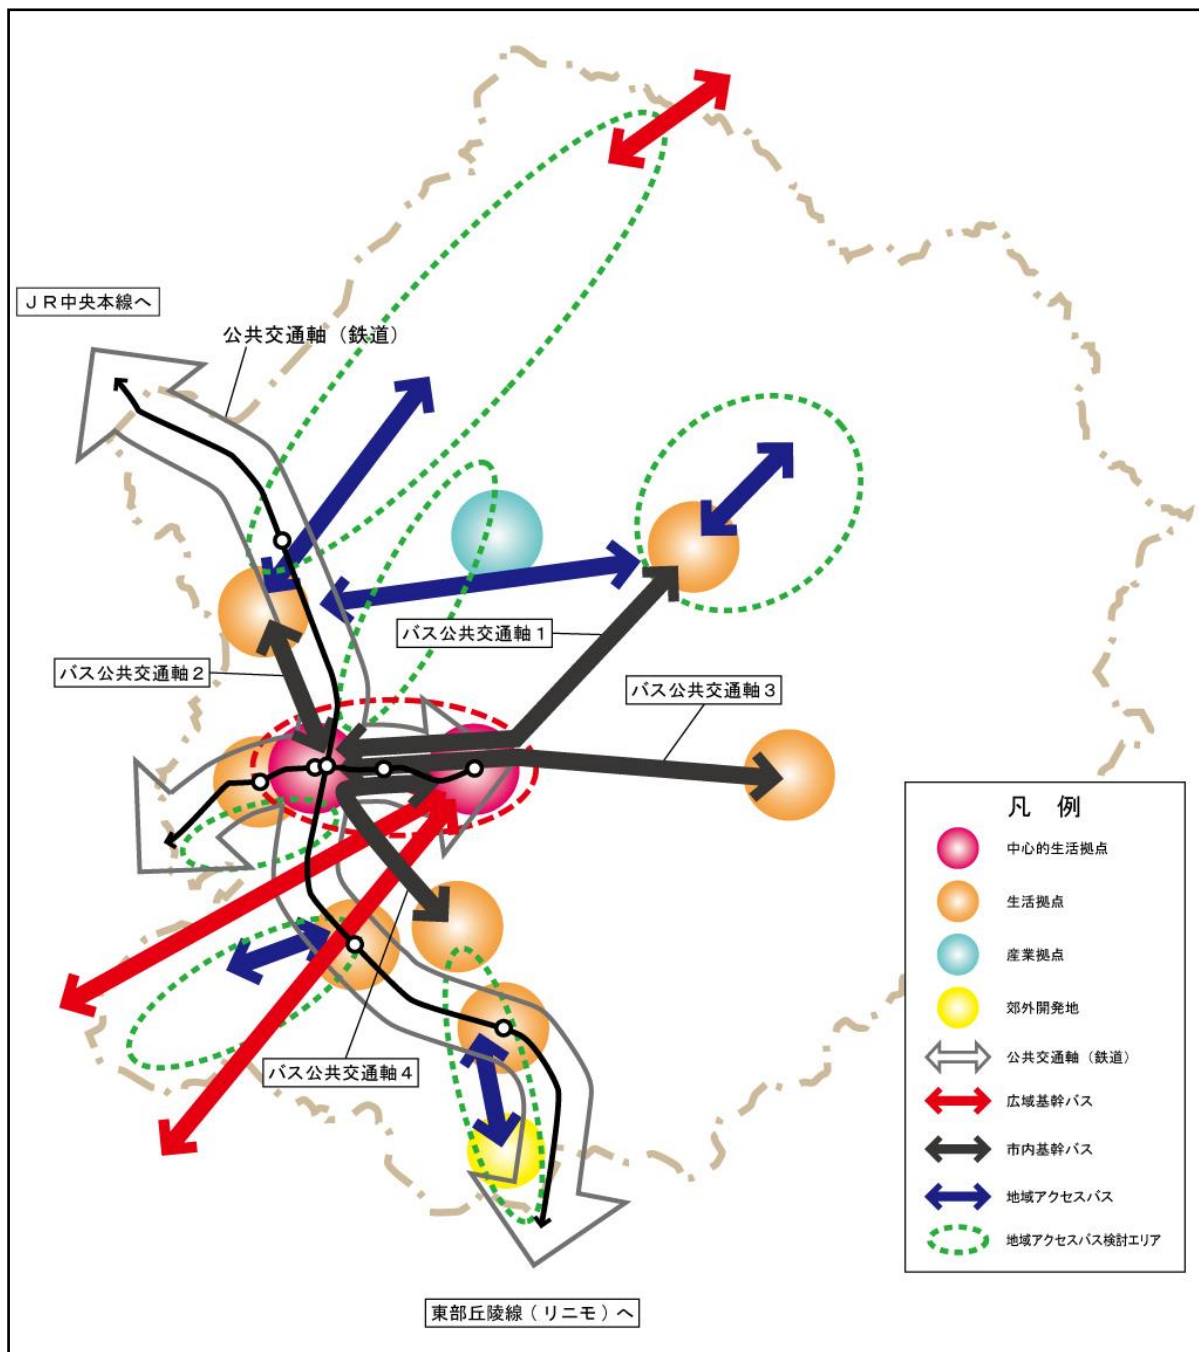 ＪＲ中央本線へ
公共交通軸（鉄道）
バス公共交通軸１
バス公共交通軸２
バス公共交通軸３
バス公共交通軸４
東部丘陵線（リニモ）へ
凡　例
中心的生活拠点
生活拠点
産業拠点
郊外開発地
公共交通軸（鉄道）
広域基幹バス
市内基幹バス
地域アクセスバス
地域アクセスバス検討エリア